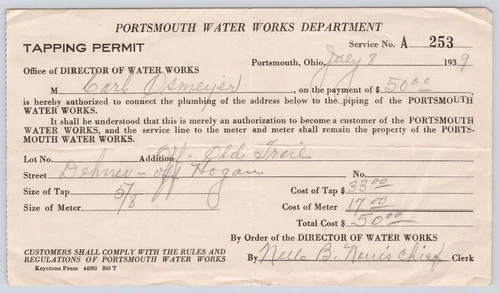 PORTSMOUTH WATER WORKS DEPARTMENT
TAPPING PERMIT
Service No. A 253
Portsmouth, Ohio, July 8 1939
Office of DIRECTOR OF WATER WORKS
M Carl Osmeyer, on the payment of $ 50.00
is hereby authorized to connect the plumbing of the address below to the piping of the PORTSMOUTH
WATER WORKS.
It shall be understood that this is merely an authorization to become a customer of the PORTSMOUTH
WATER WORKS, and the service line to the meter and meter shall remain the property of the PORTS-
MOUTH WATER WORKS.
Lot No. Addition Off. Old Trail
Street - off Hogan No.
Size of Tap 5/8 Cost of Tap $ 33.00
Size of Meter Cost of Meter 17.00
Total Cost $ 50.00
By Order of the DIRECTOR OF WATER WORKS
CUSTOMERS SHALL COMPLY WITH THE RULES AND
REGULATIONS OF PORTSMOUTH WATER WORKS
By B. Norris Chief Clerk
Keystone Press 44063 500 T